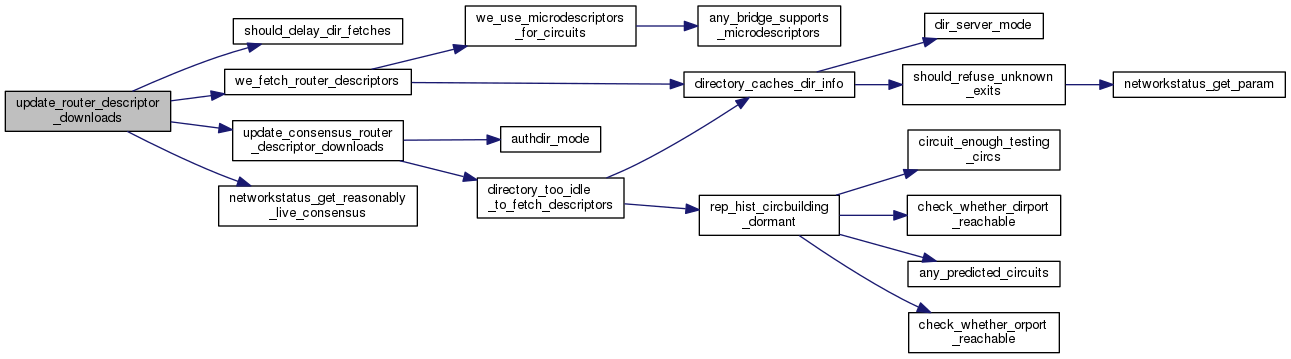 update_router_descriptor
_downloads
should_delay_dir_fetches
we_fetch_router_descriptors
update_consensus_router
_descriptor_downloads
networkstatus_get_reasonably
_live_consensus
we_use_microdescriptors
_for_circuits
authdir_mode
directory_too_idle
_to_fetch_descriptors
any_bridge_supports
_microdescriptors
directory_caches_dir_info
rep_hist_circbuilding
_dormant
dir_server_mode
should_refuse_unknown
_exits
circuit_enough_testing
_circs
check_whether_dirport
_reachable
any_predicted_circuits
check_whether_orport
_reachable
networkstatus_get_param